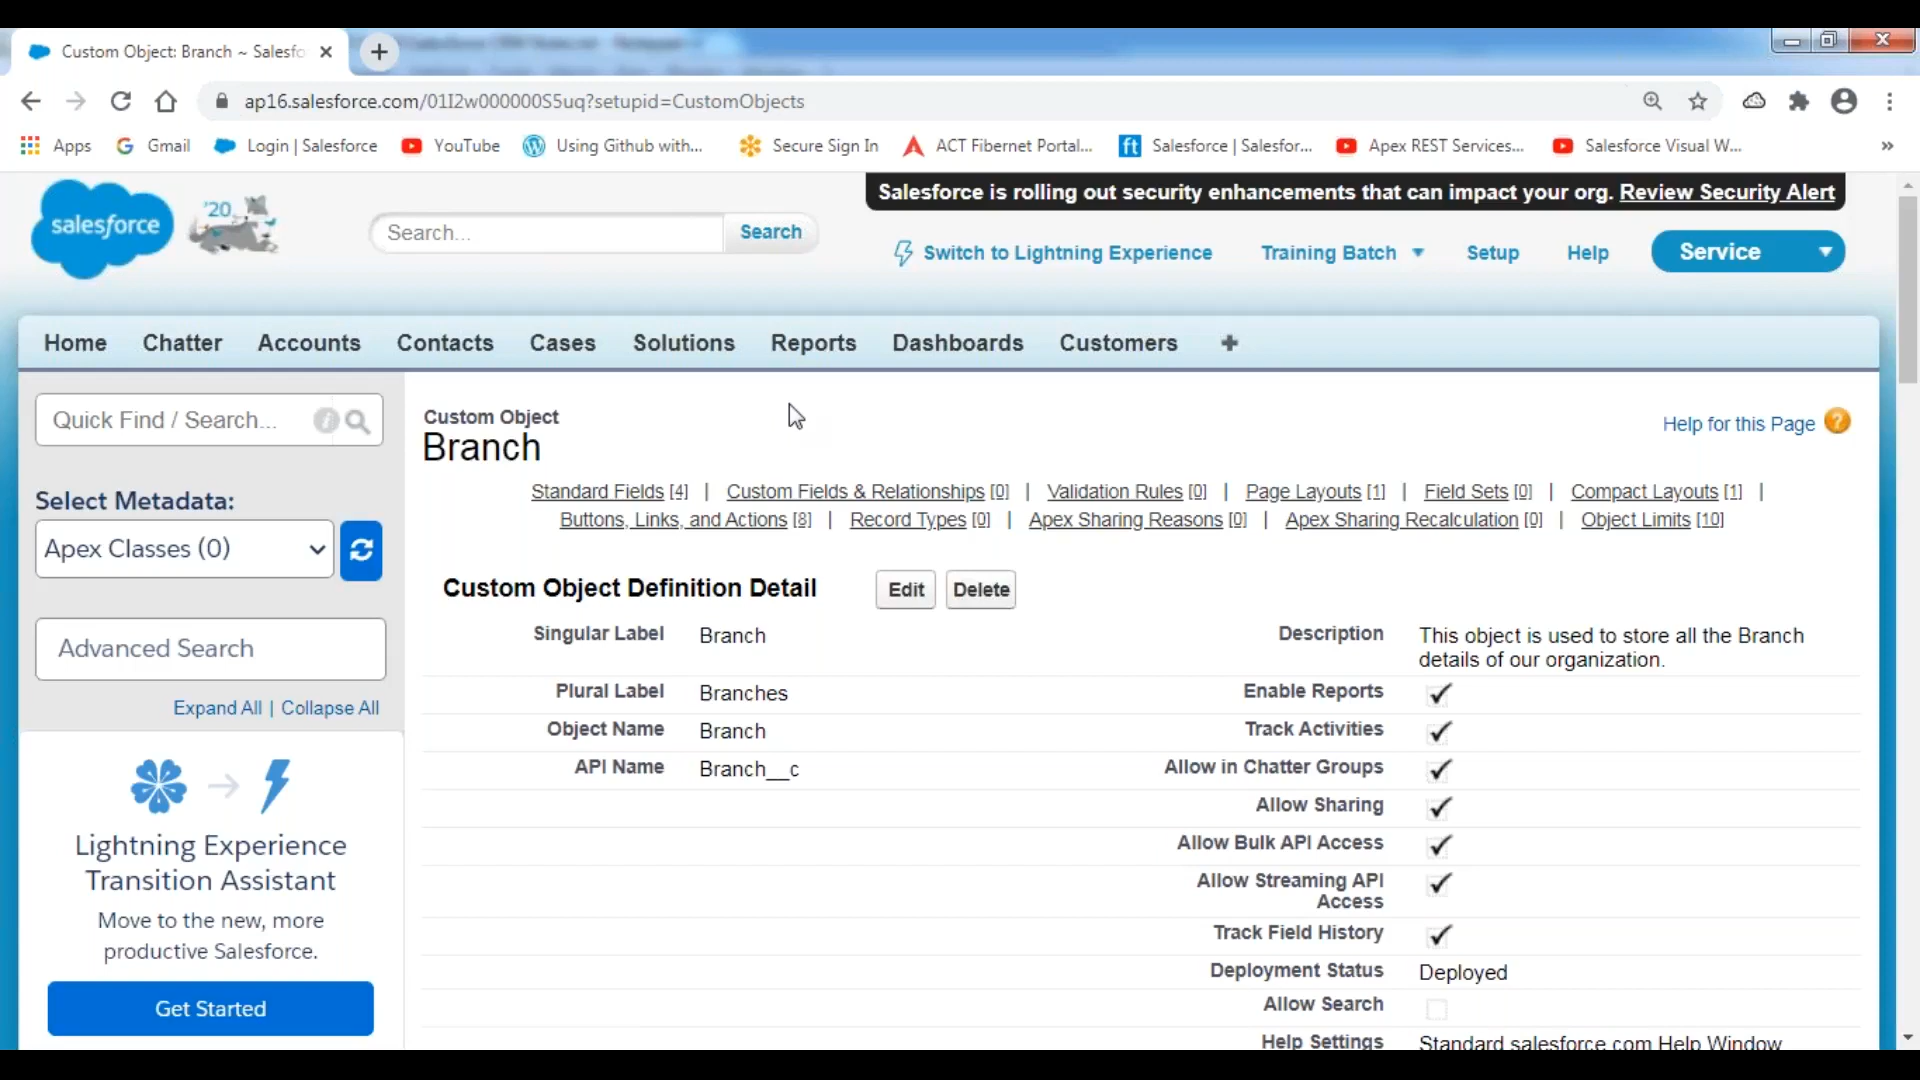 Custom Object: Branch ~ Salesfo
ap16.salesforce.com/01I2w000000S5uq?setupid=CustomObjects
Apps Gmail Login | Salesforce YouTube Using Github with... Secure Sign In ACT Fibernet Portal... ft Salesforce | Salesfor... Apex REST Services... Salesforce Visual W... »
Salesforce is rolling out security enhancements that can impact your org. Review Security Alert
salesforce '20 Search... Search
Switch to Lightning Experience Training Batch Setup Help Service
Home Chatter Accounts Contacts Cases Solutions Reports Dashboards Customers +
Quick Find / Search...
Select Metadata:
Apex Classes (0)
Advanced Search
Expand All | Collapse All
Lightning Experience
Transition Assistant
Move to the new, more
productive Salesforce.
Get Started
Custom Object
Branch
Help for this Page ?
Standard Fields [4] | Custom Fields & Relationships [0] | Validation Rules [0] | Page Layouts [1] | Field Sets [0] | Compact Layouts [1] |
Buttons, Links, and Actions [8] | Record Types [0] | Apex Sharing Reasons [0] | Apex Sharing Recalculation [0] | Object Limits [10]
Custom Object Definition Detail Edit Delete
Singular Label Branch
Description This object is used to store all the Branch
details of our organization.
Plural Label Branches
Enable Reports ✓
Object Name Branch
Track Activities ✓
API Name Branch__c
Allow in Chatter Groups ✓
Allow Sharing ✓
Allow Bulk API Access ✓
Allow Streaming API
Access ✓
Track Field History ✓
Deployment Status Deployed
Allow Search
Help Settings Standard salesforce.com Help Window